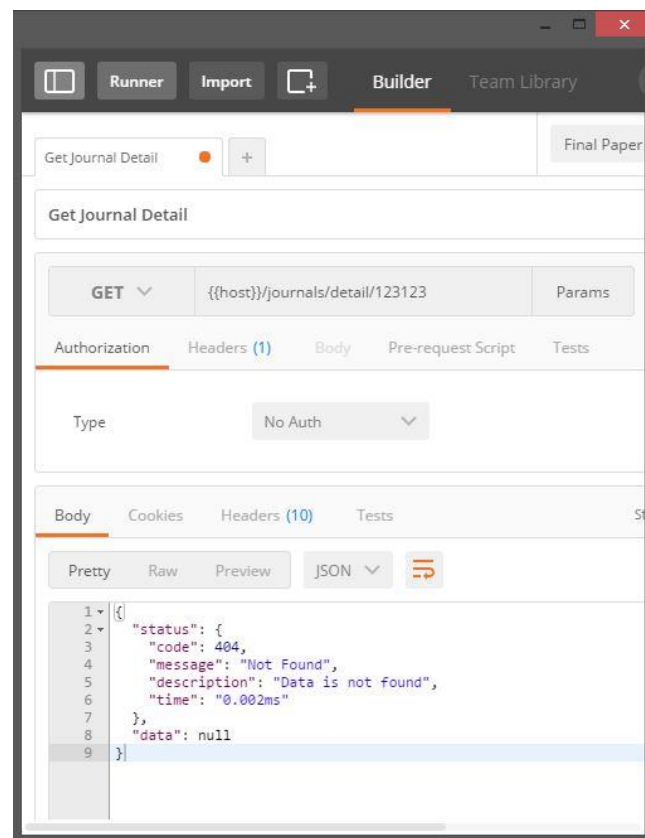 Runner Import Builder Team Library
Get Journal Detail + Final Paper
Get Journal Detail
GET {{host}}/journals/detail/123123 Params
Authorization Headers (1) Body Pre-request Script Tests
Type No Auth
Body Cookies Headers (10) Tests St
Pretty Raw Preview JSON
1 {
2 "status": {
3 "code": 404,
4 "message": "Not Found",
5 "description": "Data is not found",
6 "time": "0.002ms"
7 },
8 "data": null
9 }